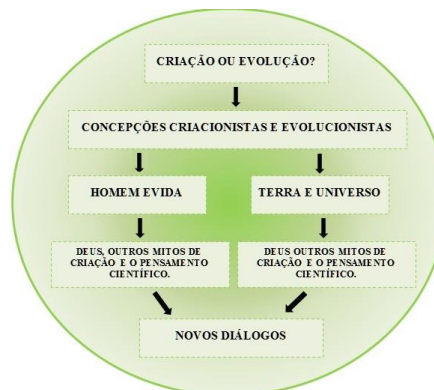 CRIAÇÃO OU EVOLUÇÃO?
CONCEPÇÕES CRIACIONISTAS E EVOLUCIONISTAS
HOMEM EVIDA
TERRA E UNIVERSO
DEUS, OUTROS MITOS DE
CRIAÇÃO E O PENSAMENTO
CIENTÍFICO.
DEUS OUTROS MITOS DE
CRIAÇÃO E O PENSAMENTO
CIENTÍFICO.
NOVOS DIÁLOGOS